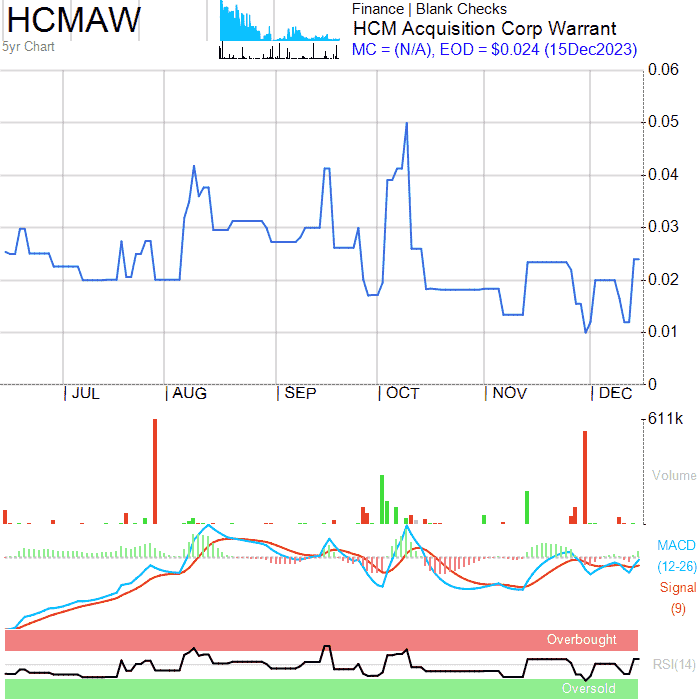 HCMAW
5yr Chart
Finance | Blank Checks
HCM Acquisition Corp Warrant
MC = (N/A), EOD = $0.024 (15Dec2023)
0.06
0.05
0.04
0.03
0.02
0.01
0
JUL
AUG
SEP
OCT
NOV
DEC
611k
Volume
MACD
(12-26)
Signal
(9)
Overbought
RSI(14)
Oversold